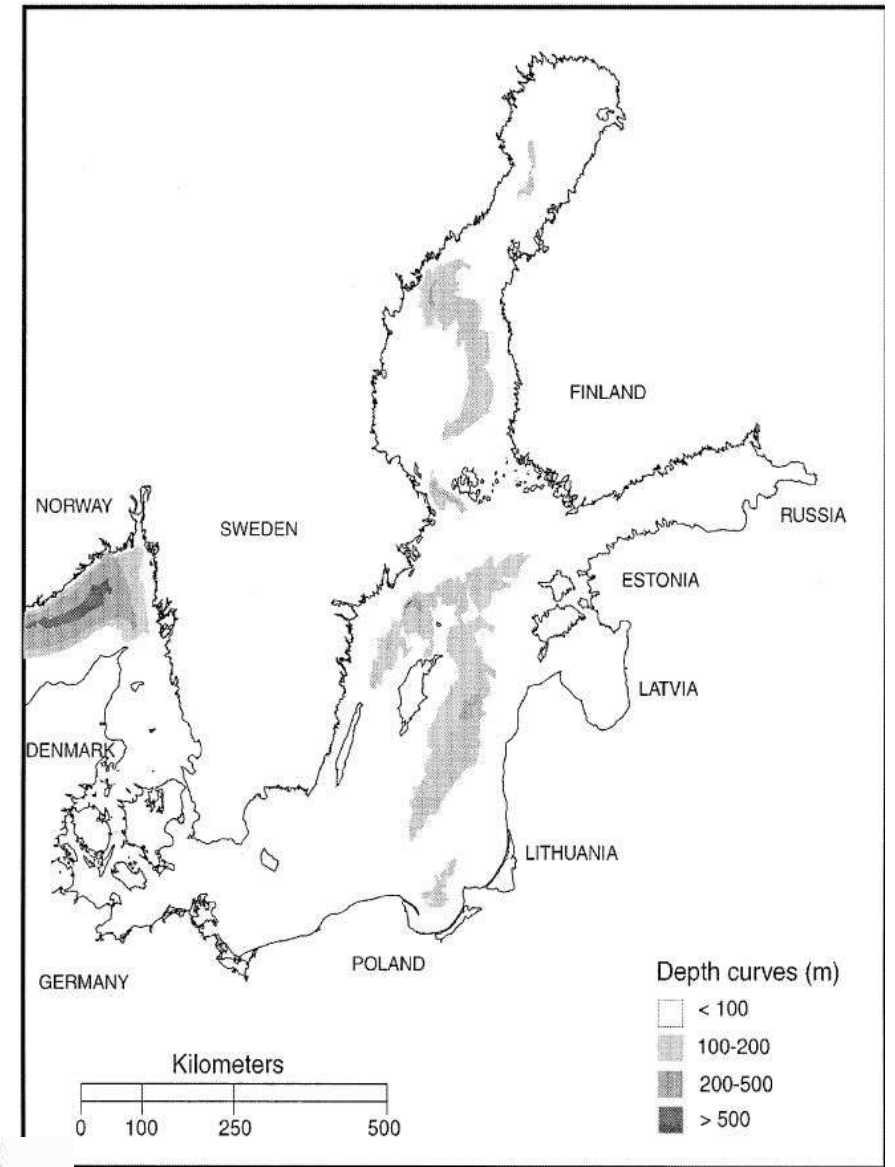 FINLAND
NORWAY
SWEDEN
RUSSIA
ESTONIA
LATVIA
DENMARK
LITHUANIA
POLAND
GERMANY
Depth curves (m)
< 100
100-200
200-500
> 500
Kilometers
0 100 250 500